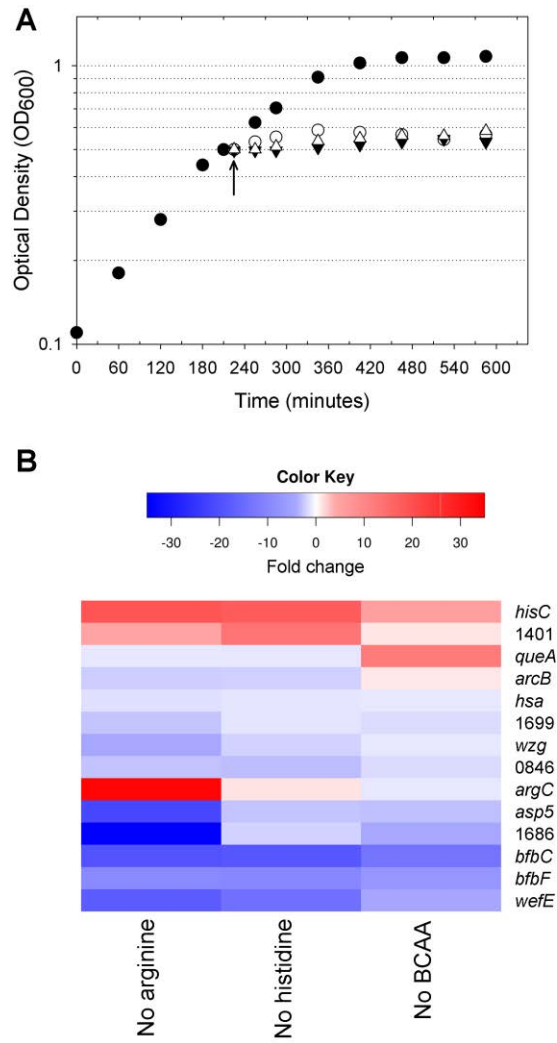 A
Optical Density (OD600)
1
0.1
0 60 120 180 240 300 360 420 480 540 600
Time (minutes)
B
Color Key
-30 -20 -10 0 10 20 30
Fold change
hisC
1401
queA
arcB
hsa
1699
wzg
0846
argC
asp5
1686
bfbC
bfbF
wefE
No arginine
No histidine
No BCAA